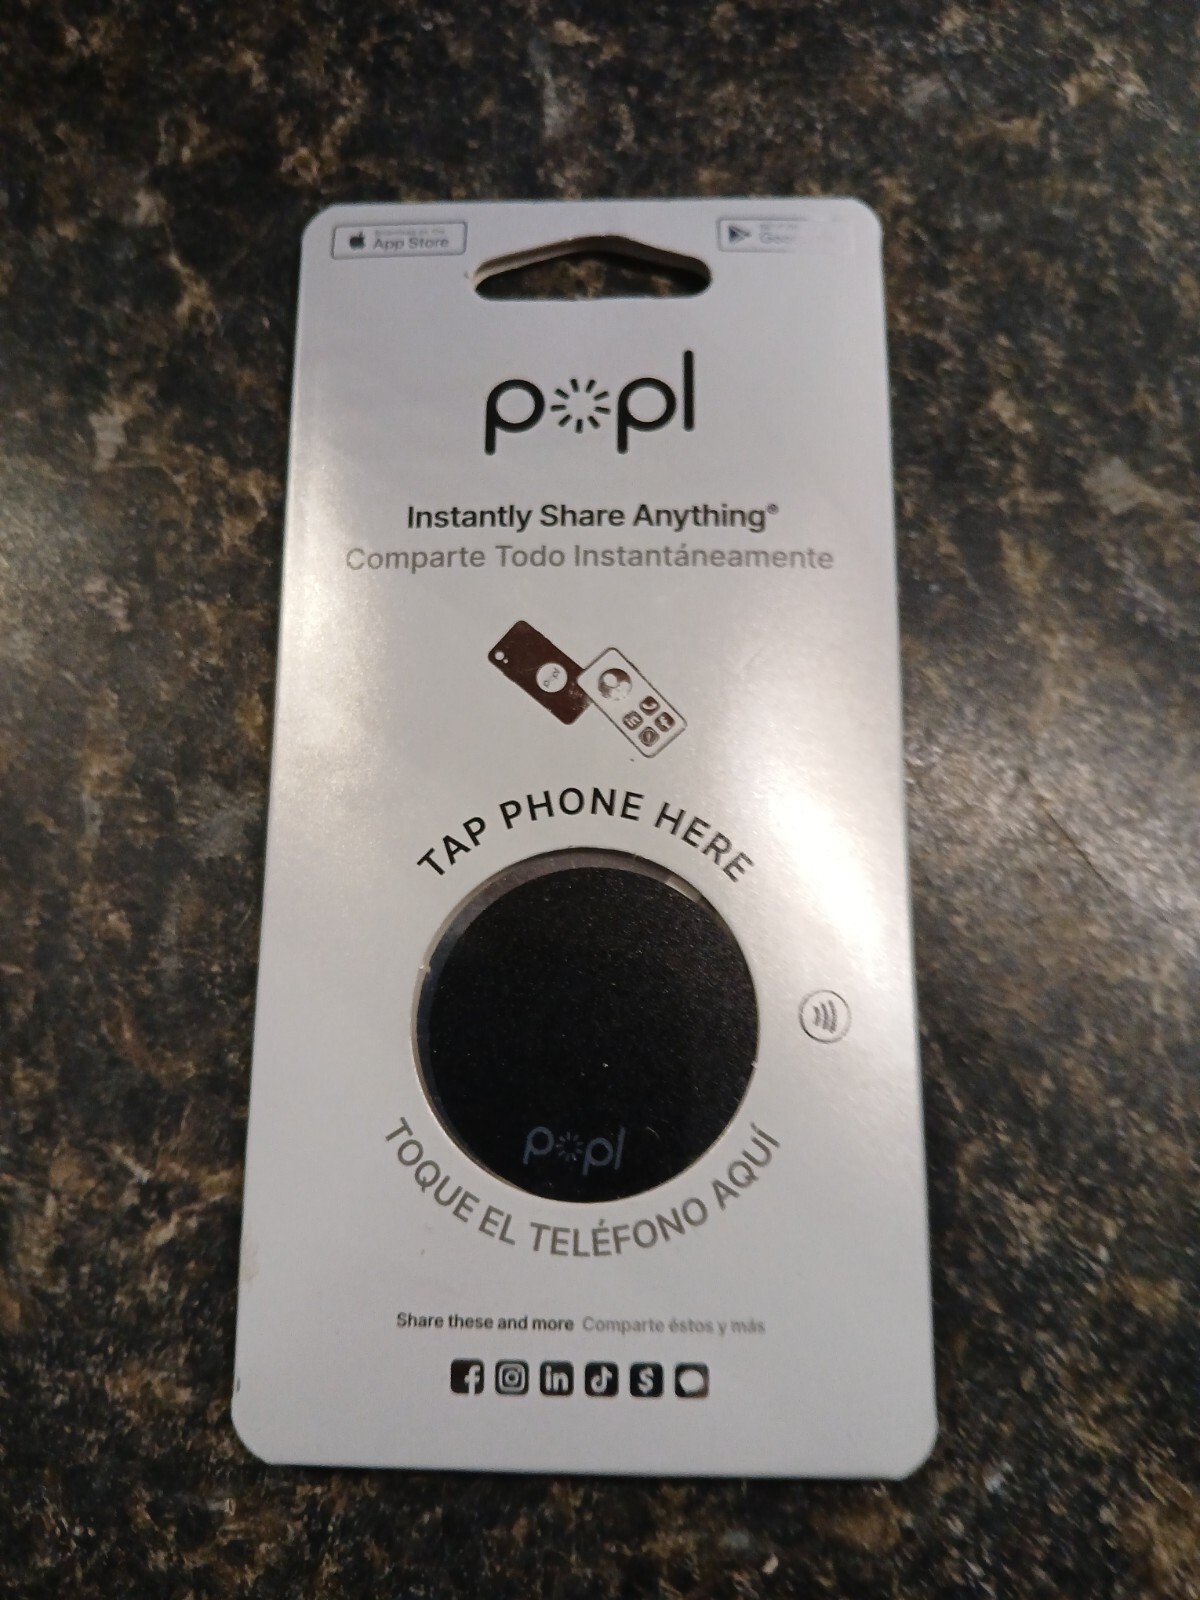 App Store
popl
Instantly Share Anything®
Comparte Todo Instantáneamente
popl
TAP PHONE HERE
popl
TOQUE EL TELÉFONO AQUÍ
Share these and more Comparte éstos y más